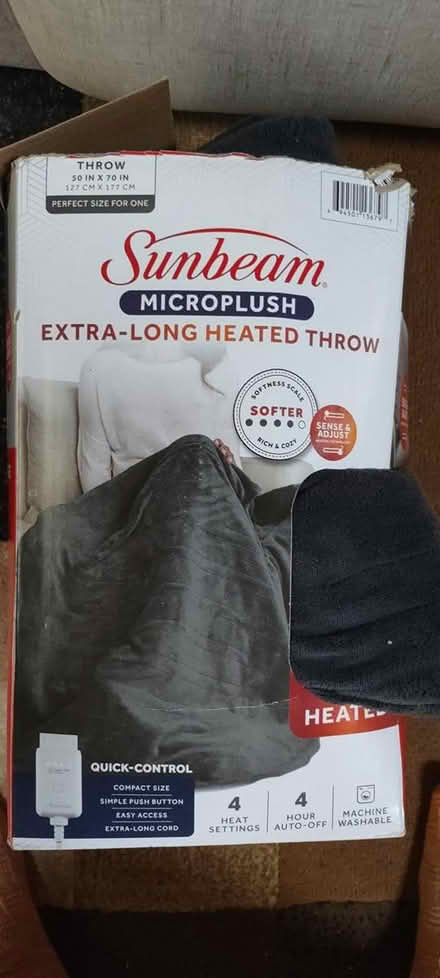 THROW
50 IN X 70 IN
127 CM X 177 CM
PERFECT SIZE FOR ONE
Sunbeam®
MICROPLUSH
EXTRA-LONG HEATED THROW
SOFTNESS SCALE
SOFTER
RICH & COZY
SENSE &
ADJUST
HEATE
QUICK-CONTROL
COMPACT SIZE
SIMPLE PUSH BUTTON
EASY ACCESS
EXTRA-LONG CORD
4
HEAT
SETTINGS
4
HOUR
AUTO-OFF
MACHINE
WASHABLE